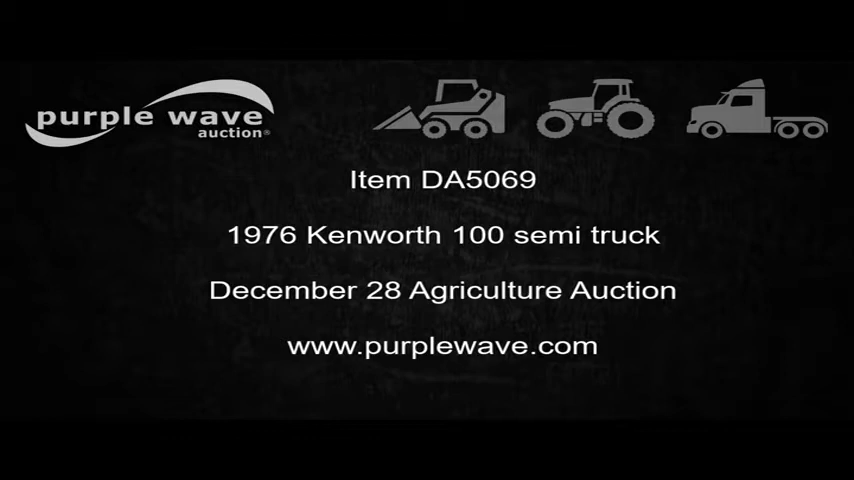 purple wave
auction®
Item DA5069
1976 Kenworth 100 semi truck
December 28 Agriculture Auction
www.purplewave.com